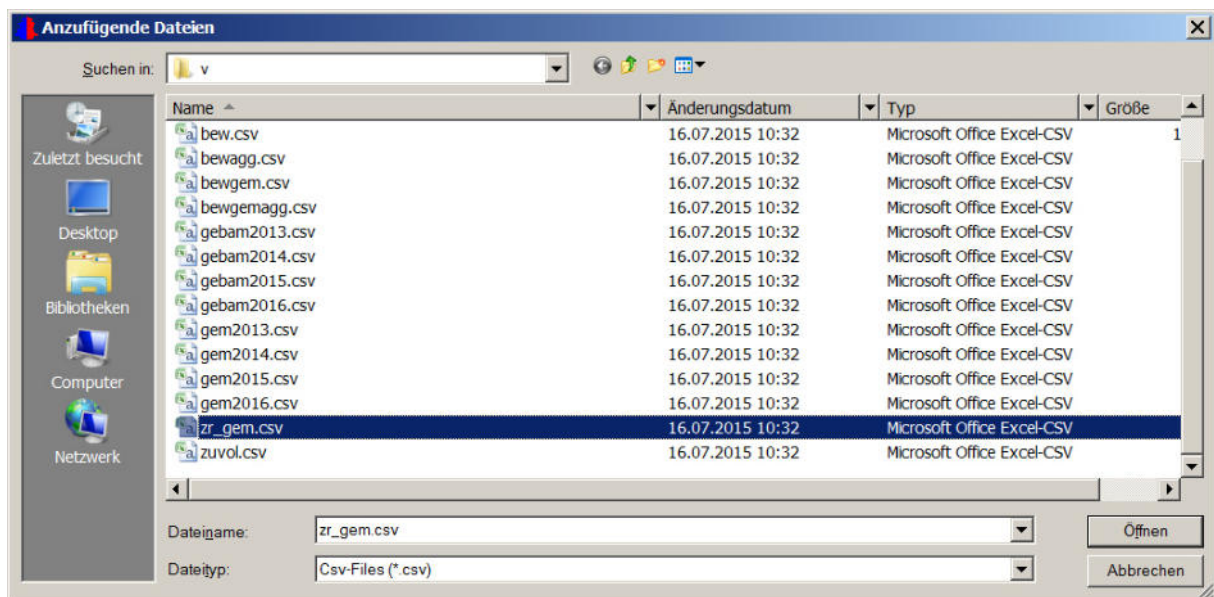 Anzufügende Dateien
Suchen in: v
Name Änderungsdatum Typ Größe
bew.csv 16.07.2015 10:32 Microsoft Office Excel-CSV 1
bewagg.csv 16.07.2015 10:32 Microsoft Office Excel-CSV
bewgem.csv 16.07.2015 10:32 Microsoft Office Excel-CSV
bewgemagg.csv 16.07.2015 10:32 Microsoft Office Excel-CSV
gebam2013.csv 16.07.2015 10:32 Microsoft Office Excel-CSV
gebam2014.csv 16.07.2015 10:32 Microsoft Office Excel-CSV
gebam2015.csv 16.07.2015 10:32 Microsoft Office Excel-CSV
gebam2016.csv 16.07.2015 10:32 Microsoft Office Excel-CSV
gem2013.csv 16.07.2015 10:32 Microsoft Office Excel-CSV
gem2014.csv 16.07.2015 10:32 Microsoft Office Excel-CSV
gem2015.csv 16.07.2015 10:32 Microsoft Office Excel-CSV
gem2016.csv 16.07.2015 10:32 Microsoft Office Excel-CSV
zr_gem.csv 16.07.2015 10:32 Microsoft Office Excel-CSV
zuvol.csv 16.07.2015 10:32 Microsoft Office Excel-CSV
Zuletzt besucht
Desktop
Bibliotheken
Computer
Netzwerk
Dateiname: zr_gem.csv Öffnen
Dateityp: Csv-Files (*.csv) Abbrechen